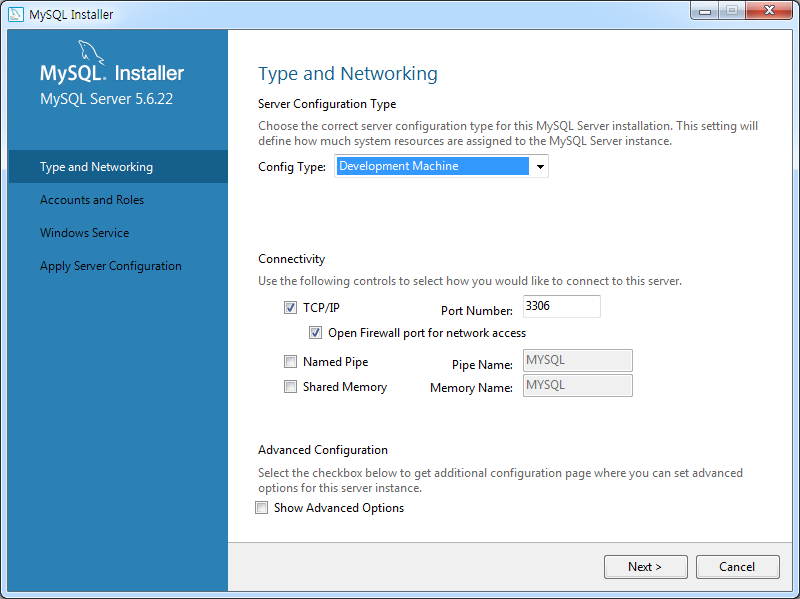 MySQL Installer
MySQL. Installer
MySQL Server 5.6.22
Type and Networking
Accounts and Roles
Windows Service
Apply Server Configuration
Type and Networking
Server Configuration Type
Choose the correct server configuration type for this MySQL Server installation. This setting will
define how much system resources are assigned to the MySQL Server instance.
Config Type: Development Machine
Connectivity
Use the following controls to select how you would like to connect to this server.
TCP/IP Port Number: 3306
Open Firewall port for network access
Named Pipe Pipe Name: MYSQL
Shared Memory Memory Name: MYSQL
Advanced Configuration
Select the checkbox below to get additional configuration page where you can set advanced
options for this server instance.
Show Advanced Options
Next > Cancel